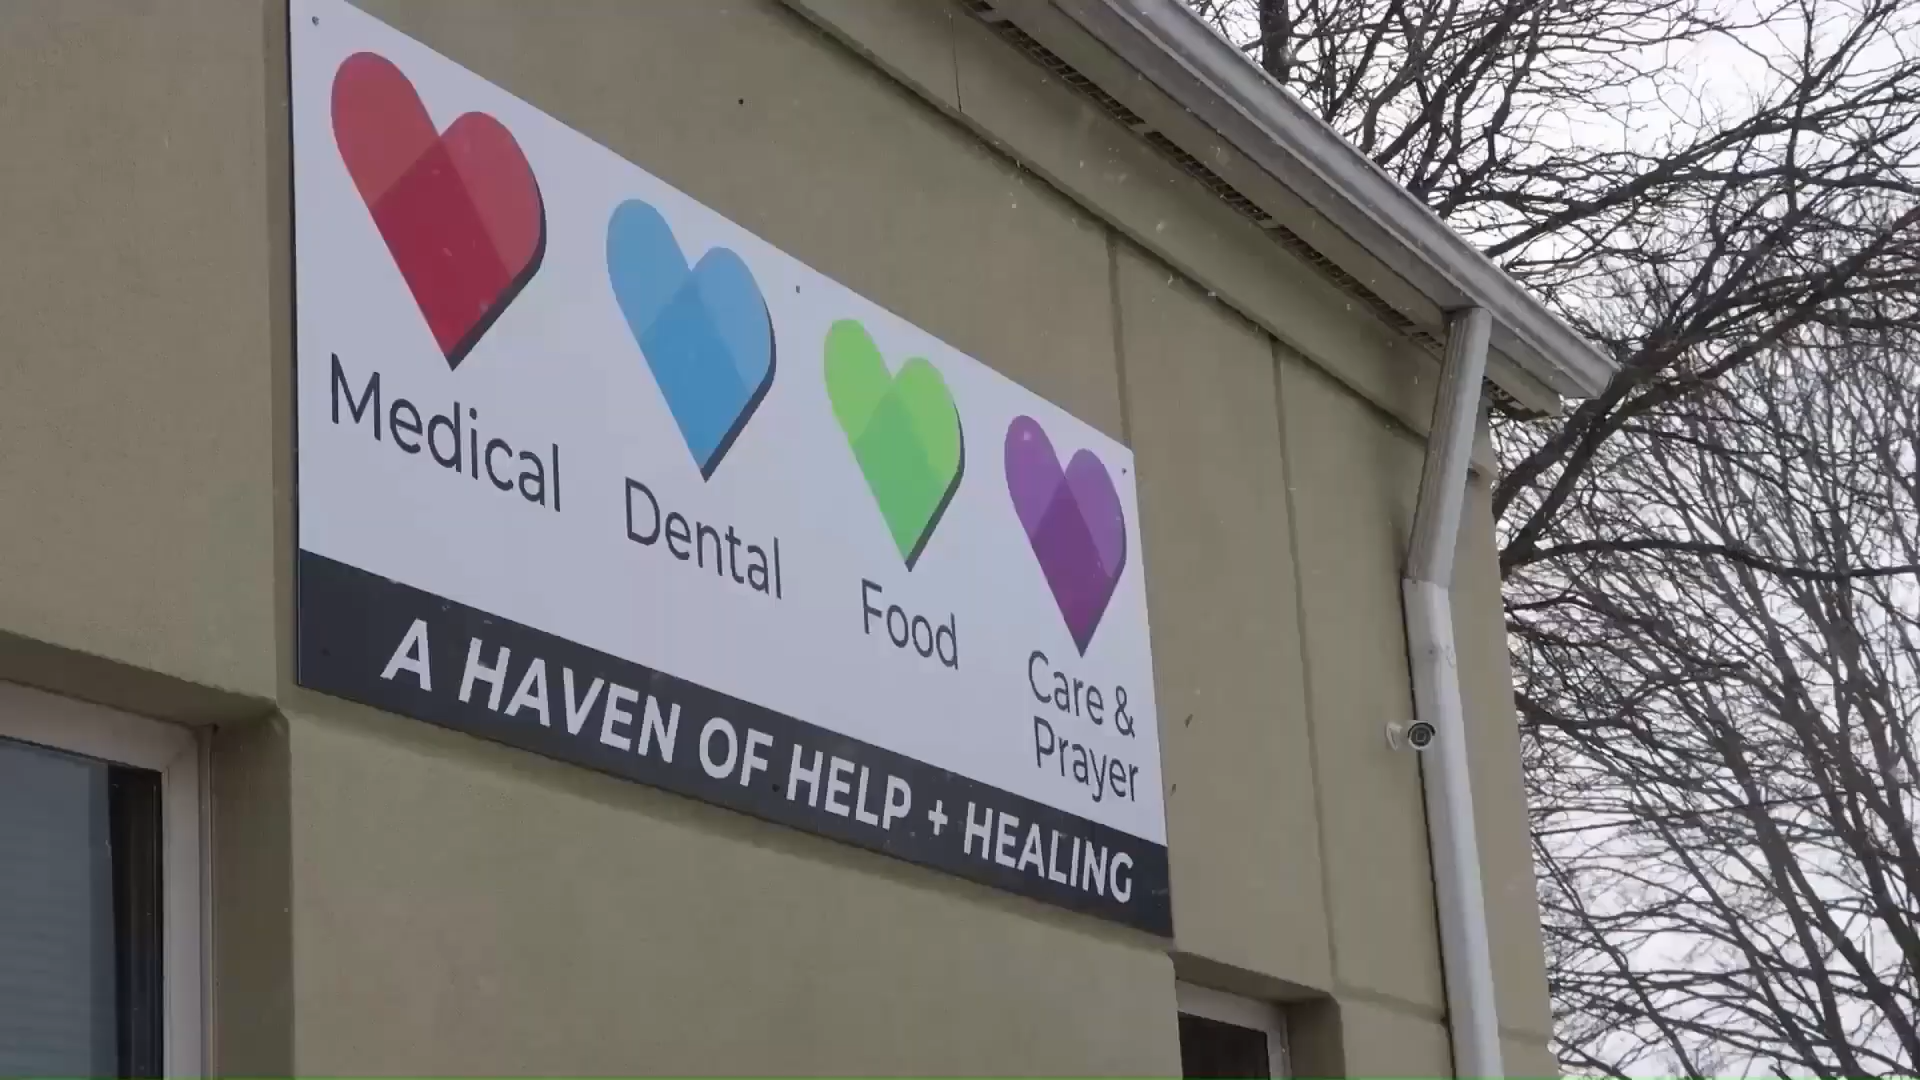 Medical
Dental
Food
Care &
Prayer
A HAVEN OF HELP + HEALING